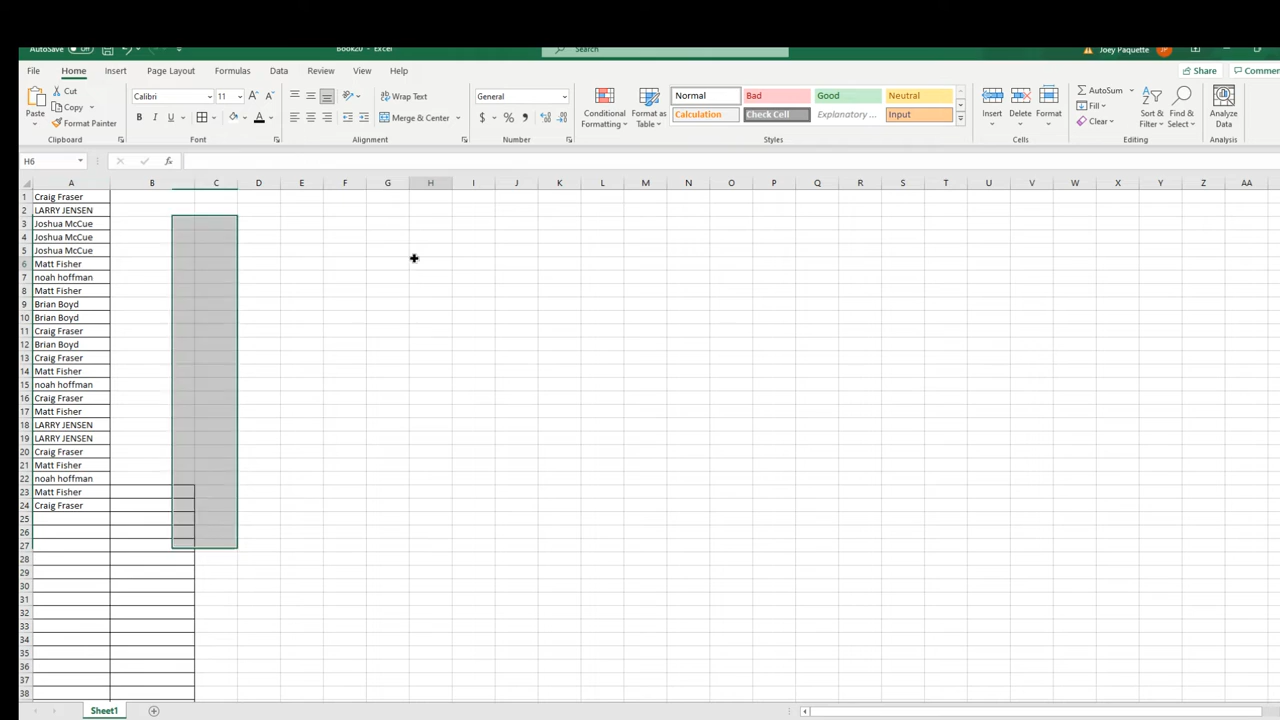 AutoSave Off Book20 - Excel Search Joey Paquette JP
File Home Insert Page Layout Formulas Data Review View Help Share Commen
Cut Calibri 11 Wrap Text General Normal Bad Good Neutral AutoSum
Paste Copy Conditional Formatting Format as Table Insert Delete Format Fill Sort & Filter Find & Select Analyze Data
Format Painter B I U Merge & Center $ % Calculation Check Cell Explanatory ... Input Clear
Clipboard Font Alignment Number Styles Cells Editing Analysis
H6 fx
A B C D E F G H I J K L M N O P Q R S T U V W X Y Z AA
1 Craig Fraser
2 LARRY JENSEN
3 Joshua McCue
4 Joshua McCue
5 Joshua McCue
6 Matt Fisher
7 noah hoffman
8 Matt Fisher
9 Brian Boyd
10 Brian Boyd
11 Craig Fraser
12 Brian Boyd
13 Craig Fraser
14 Matt Fisher
15 noah hoffman
16 Craig Fraser
17 Matt Fisher
18 LARRY JENSEN
19 LARRY JENSEN
20 Craig Fraser
21 Matt Fisher
22 noah hoffman
23 Matt Fisher
24 Craig Fraser
25
26
27
28
29
30
31
32
33
34
35
36
37
38
Sheet1